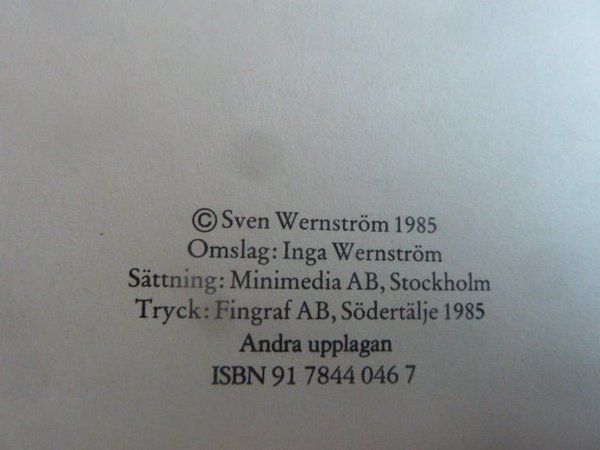 © Sven Wernström 1985
Omslag: Inga Wernström
Sättning: Minimedia AB, Stockholm
Tryck: Fingraf AB, Södertälje 1985
Andra upplagan
ISBN 91 7844 046 7